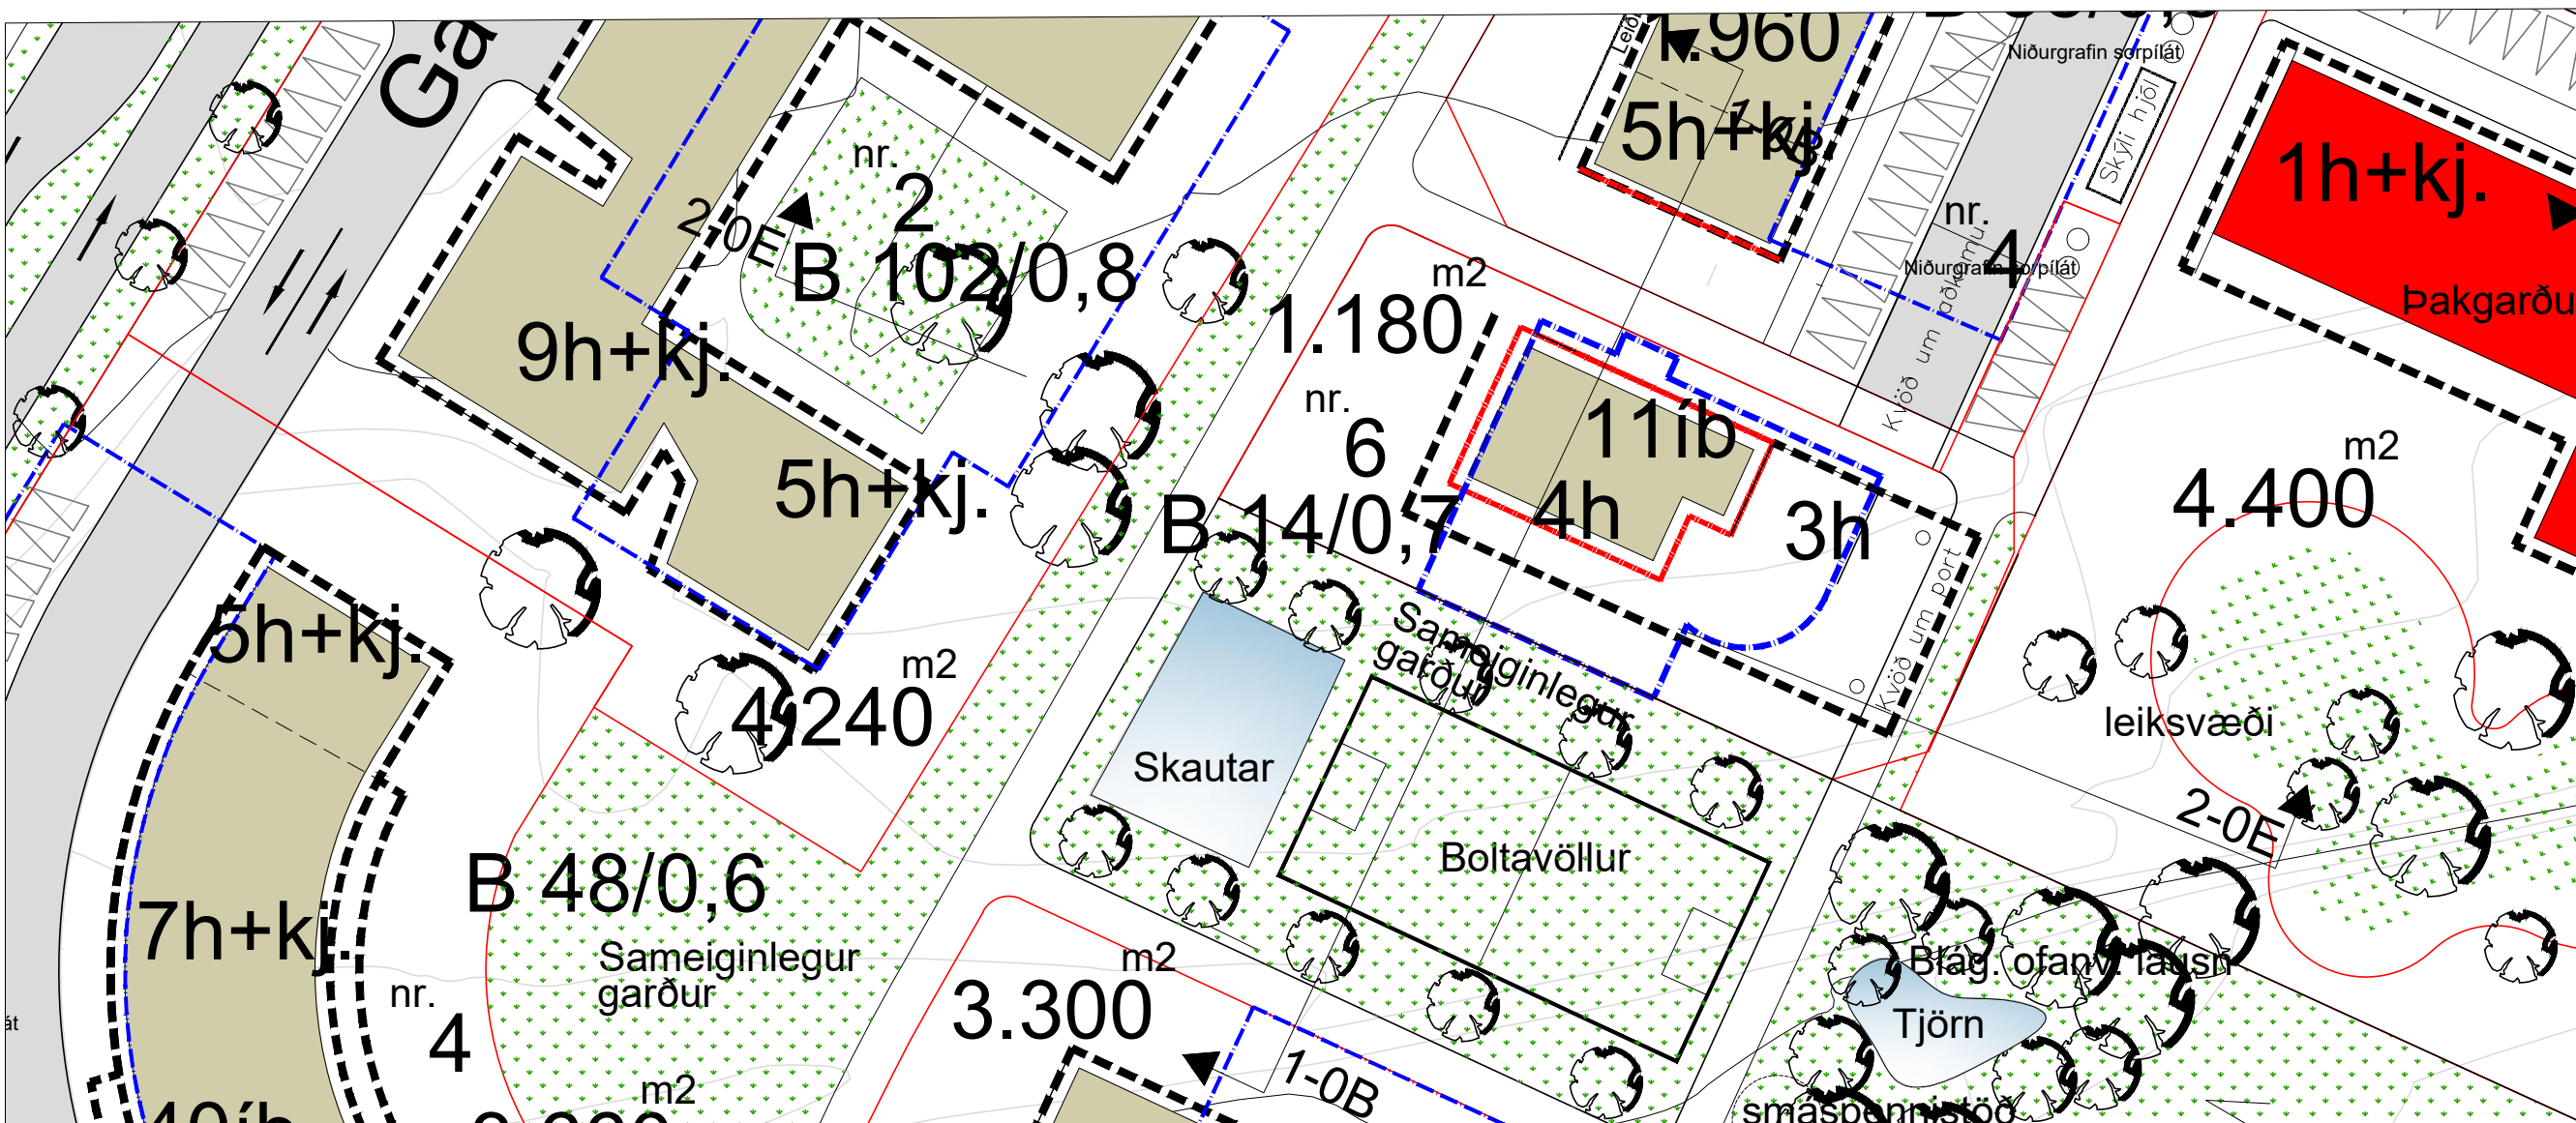 Ga
1.960
5h+kj.
Niðurgrafin sorpílát
Skýli hjól
1h+kj.
Þakgarðu
nr.
2
2-0E
B 102/0,8
nr.
4
Niðurgrafin sorpílát
Kvöð um aðkomu.
m2
1.180
9h+kj.
5h+kj.
nr.
6
B 14/0,7
11íb
4h
3h
Kvöð um port
m2
4.400
5h+kj.
m2
4.240
Sameiginlegur
garður
leiksvæði
2-0E
Skautar
Boltavöllur
B 48/0,6
7h+kj.
Sameiginlegur
garður
nr.
4
m2
m2
3.300
1-0B
Bláq. ofanv. lausn
Tjörn
smáspennistöð
40íb
át